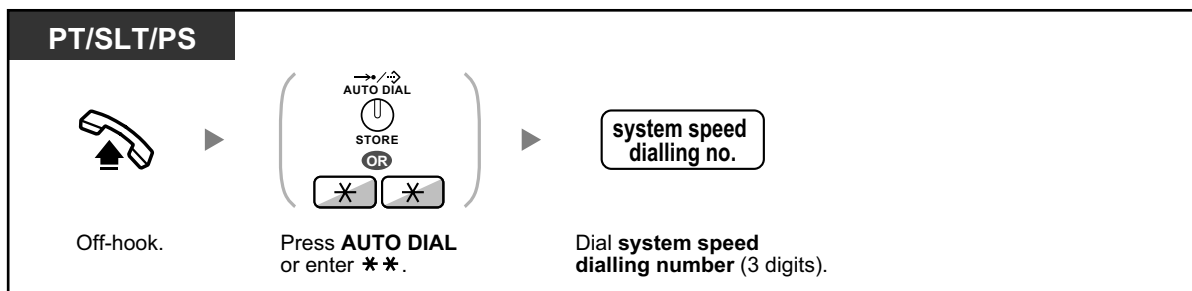 PT/SLT/PS
AUTO DIAL
STORE
OR
* *
system speed
dialling no.
Off-hook.
Press AUTO DIAL
or enter **.
Dial system speed
dialling number (3 digits).